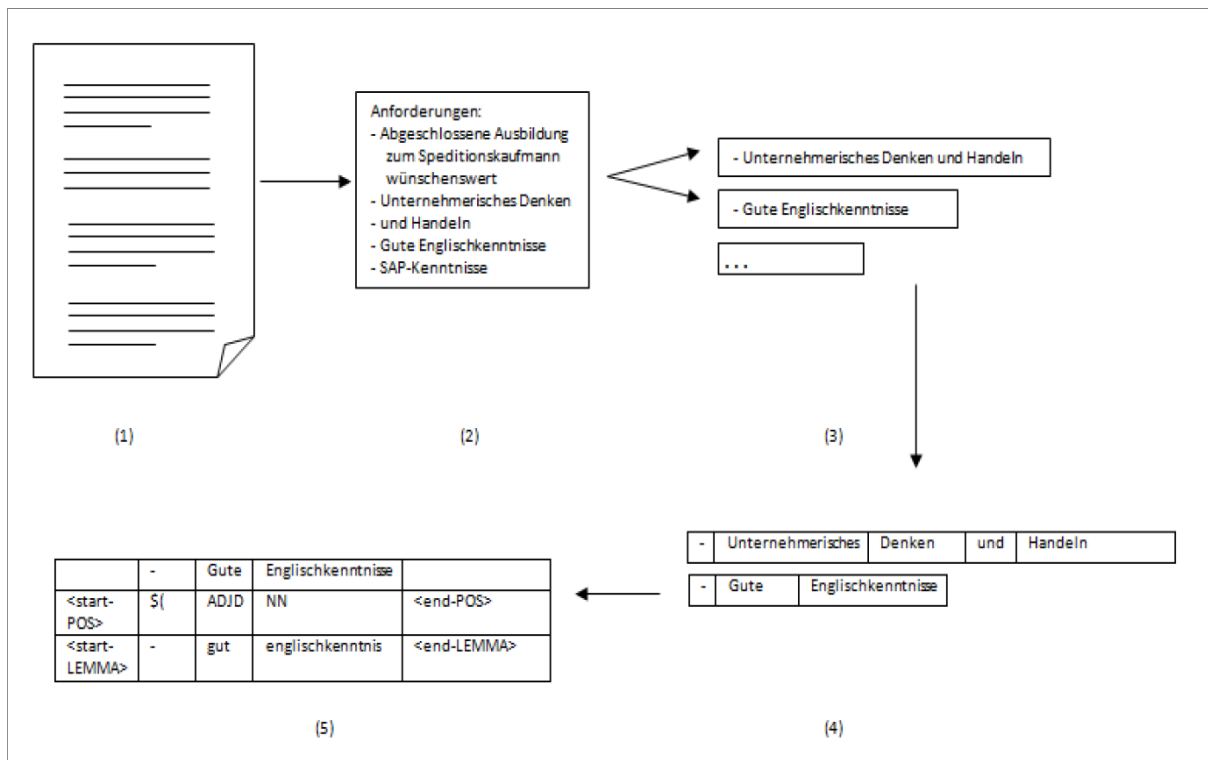 Anforderungen:
- Abgeschlossene Ausbildung
zum Speditionskaufmann
wünschenswert
- Unternehmerisches Denken
- und Handeln
- Gute Englischkenntnisse
- SAP-Kenntnisse
- Unternehmerisches Denken und Handeln
- Gute Englischkenntnisse
...
(1) (2) (3)
- Unternehmerisches Denken und Handeln
- Gute Englischkenntnisse
- Gute Englischkenntnisse
<start-POS> $( ADJD NN <end-POS>
<start-LEMMA> - gut englischkenntnis <end-LEMMA>
(5) (4)